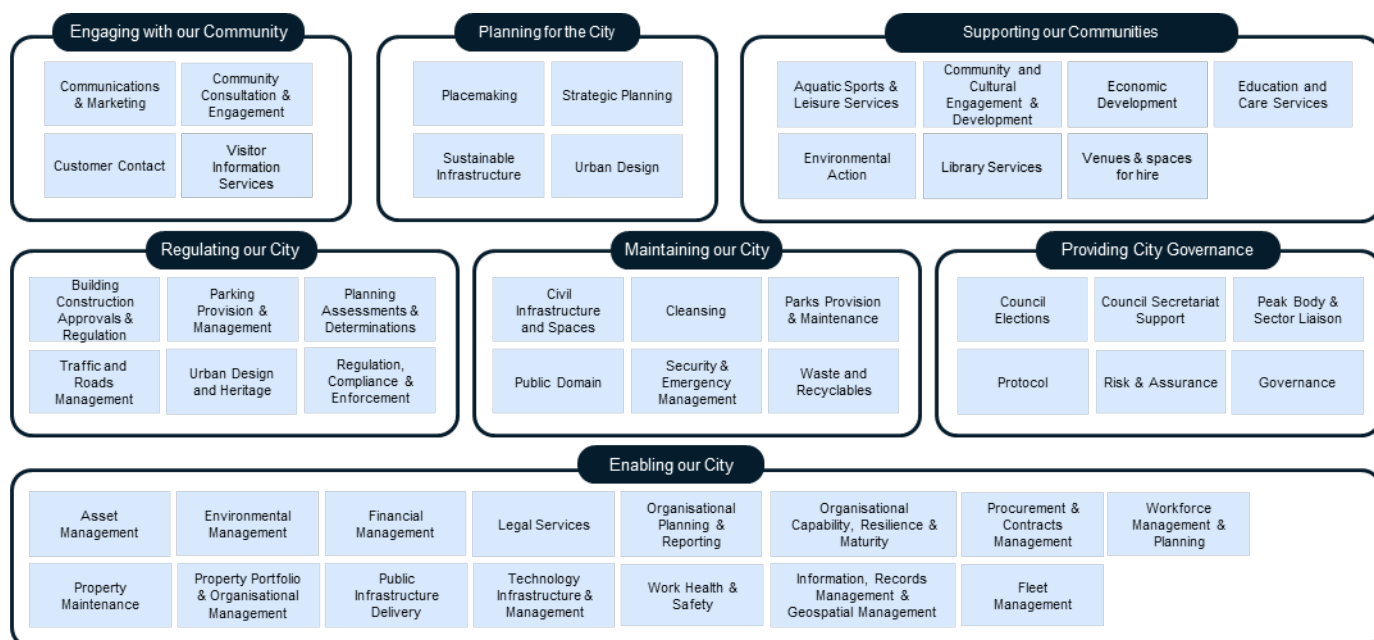 Engaging with our Community
Communications
& Marketing
Community
Consultation &
Engagement
Customer Contact
Visitor
Information
Services
Planning for the City
Placemaking
Strategic Planning
Sustainable
Infrastructure
Urban Design
Supporting our Communities
Aquatic Sports &
Leisure Services
Community and
Cultural
Engagement &
Development
Economic
Development
Education and
Care Services
Environmental
Action
Library Services
Venues & spaces
for hire
Regulating our City
Building
Construction
Approvals &
Regulation
Parking
Provision &
Management
Planning
Assessments &
Determinations
Traffic and
Roads
Management
Urban Design
and Heritage
Regulation,
Compliance &
Enforcement
Maintaining our City
Civil
Infrastructure
and Spaces
Cleansing
Parks Provision
& Maintenance
Public Domain
Security &
Emergency
Management
Waste and
Recyclables
Providing City Governance
Council
Elections
Council Secretariat
Support
Peak Body &
Sector Liaison
Protocol
Risk & Assurance
Governance
Enabling our City
Asset
Management
Environmental
Management
Financial
Management
Legal Services
Organisational
Planning &
Reporting
Organisational
Capability, Resilience &
Maturity
Procurement &
Contracts
Management
Workforce
Management &
Planning
Property
Maintenance
Property Portfolio
& Organisational
Management
Public
Infrastructure
Delivery
Technology
Infrastructure &
Management
Work Health &
Safety
Information, Records
Management &
Geospatial Management
Fleet
Management